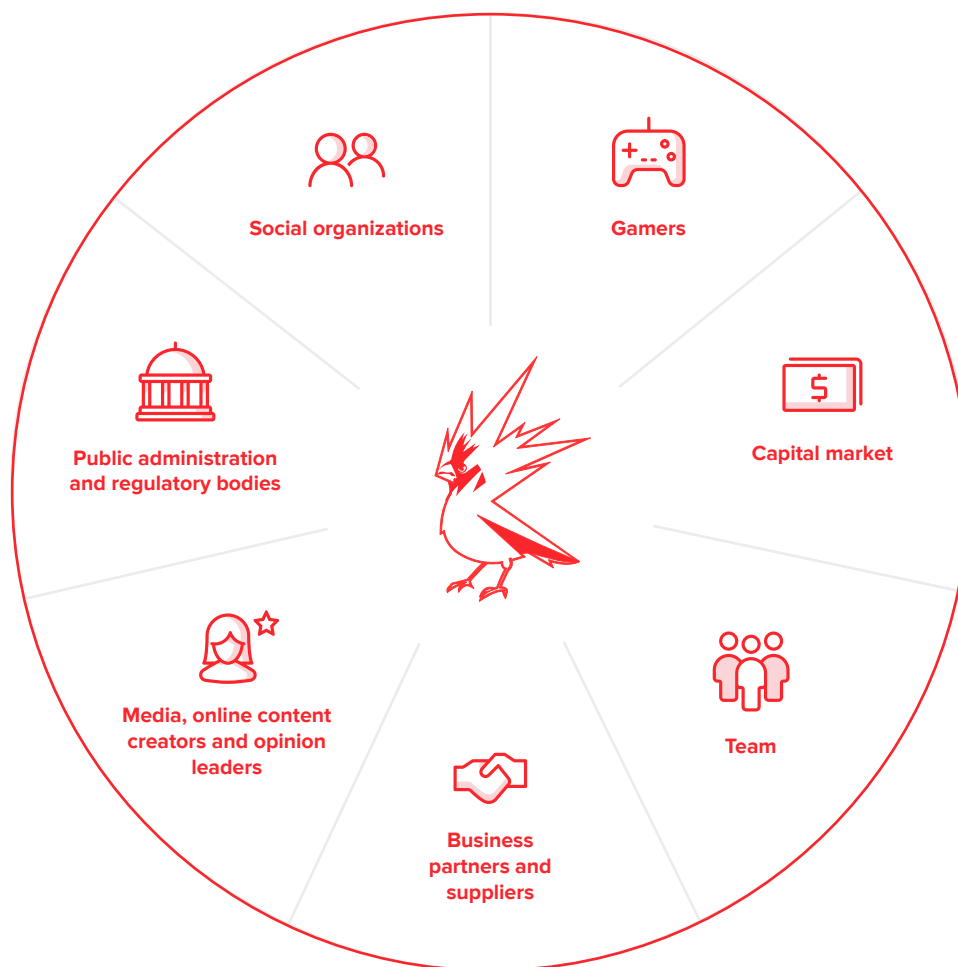 Social organizations
Gamers
Public administration
and regulatory bodies
Capital market
Media, online content
creators and opinion
leaders
Team
Business
partners and
suppliers